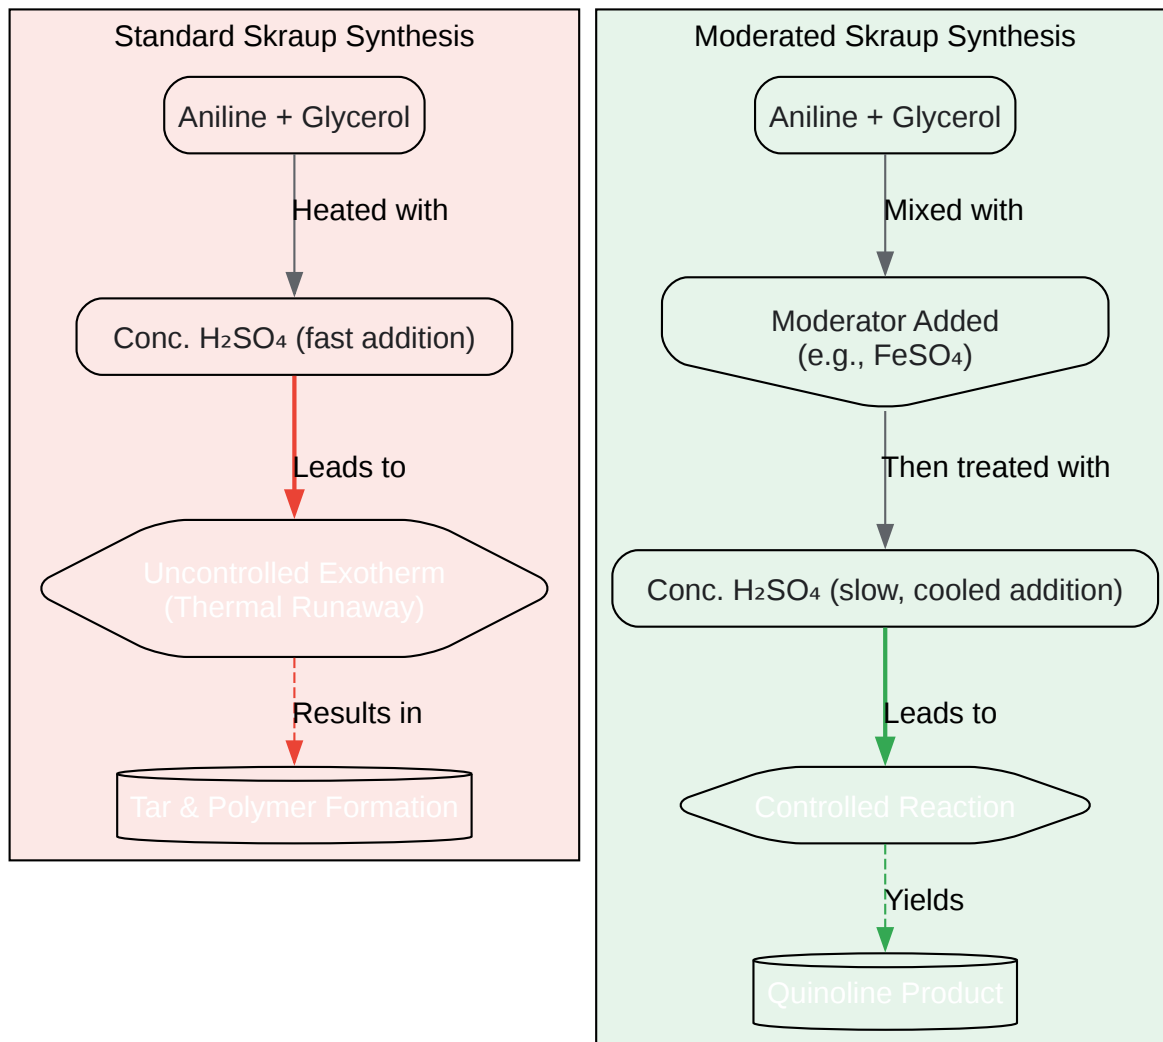 Standard Skraup Synthesis
Aniline + Glycerol
Heated with
Conc. H₂SO₄ (fast addition)
Leads to
Uncontrolled Exotherm
(Thermal Runaway)
Results in
Tar & Polymer Formation
Moderated Skraup Synthesis
Aniline + Glycerol
Mixed with
Moderator Added
(e.g., FeSO₄)
Then treated with
Conc. H₂SO₄ (slow, cooled addition)
Leads to
Controlled Reaction
Yields
Quinoline Product